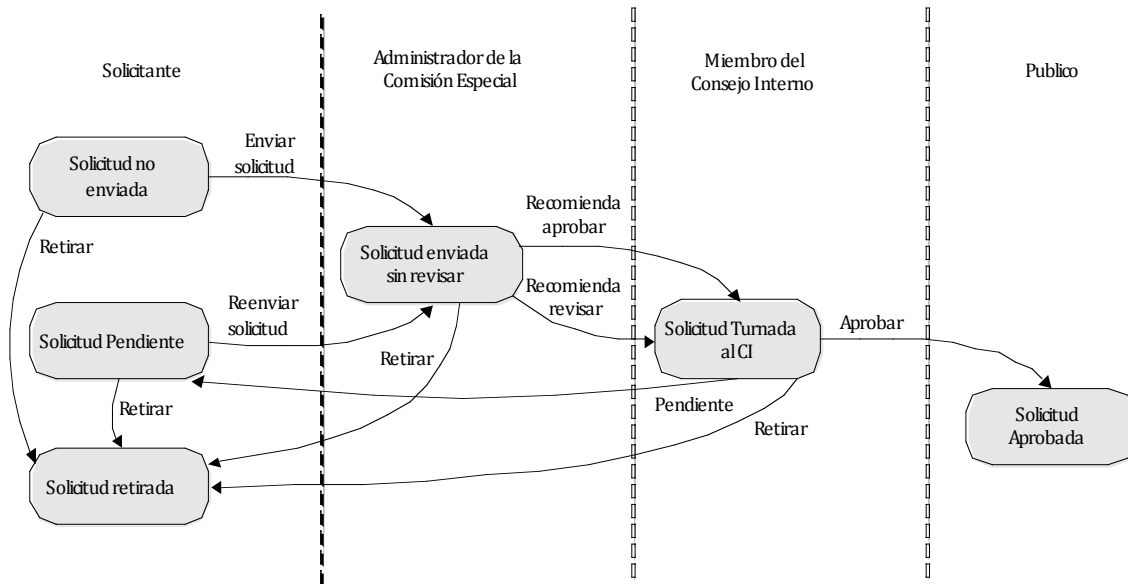 Solicitante
Administrador de la
Comisión Especial
Miembro del
Consejo Interno
Publico
Solicitud no
enviada
Enviar
solicitud
Retirar
Solicitud enviada
sin revisar
Recomienda
aprobar
Recomienda
revisar
Solicitud Pendiente
Reenviar
solicitud
Solicitud Turnada
al CI
Aprobar
Retirar
Retirar
Pendiente
Retirar
Solicitud
Aprobada
Solicitud retirada